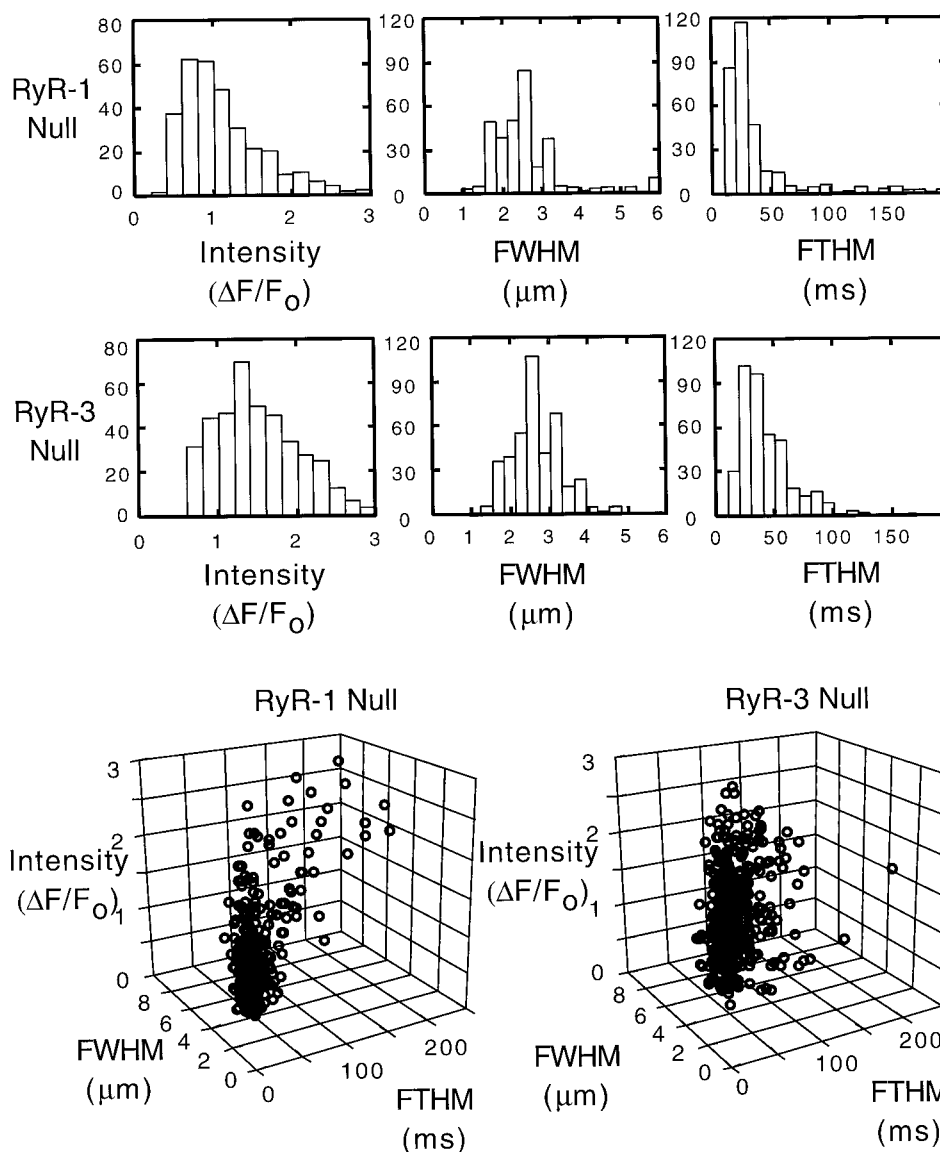 RyR-1
Null
80
60
40
20
0
0 1 2 3
Intensity
(ΔF/Fo)
120
90
60
30
0
0 1 2 3 4 5 6
FWHM
(μm)
120
90
60
30
0
0 50 100 150
FTHM
(ms)
RyR-3
Null
80
60
40
20
0
0 1 2 3
Intensity
(ΔF/Fo)
120
90
60
30
0
0 1 2 3 4 5 6
FWHM
(μm)
120
90
60
30
0
0 50 100 150
FTHM
(ms)
RyR-1 Null
3
2
Intensity
(ΔF/Fo)
1
0
8
6
4
2
0
FWHM
(μm)
0
100
200
FTHM
(ms)
RyR-3 Null
3
2
Intensity
(ΔF/Fo)
1
0
8
6
4
2
0
FWHM
(μm)
0
100
200
FTHM
(ms)